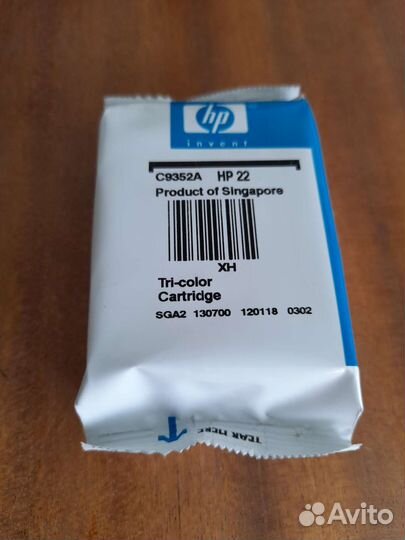 hp
invent
C9352A HP 22
Product of Singapore
XH
Tri-color
Cartridge
SGA2 130700 120118 0302
TEAR HERE
Avito